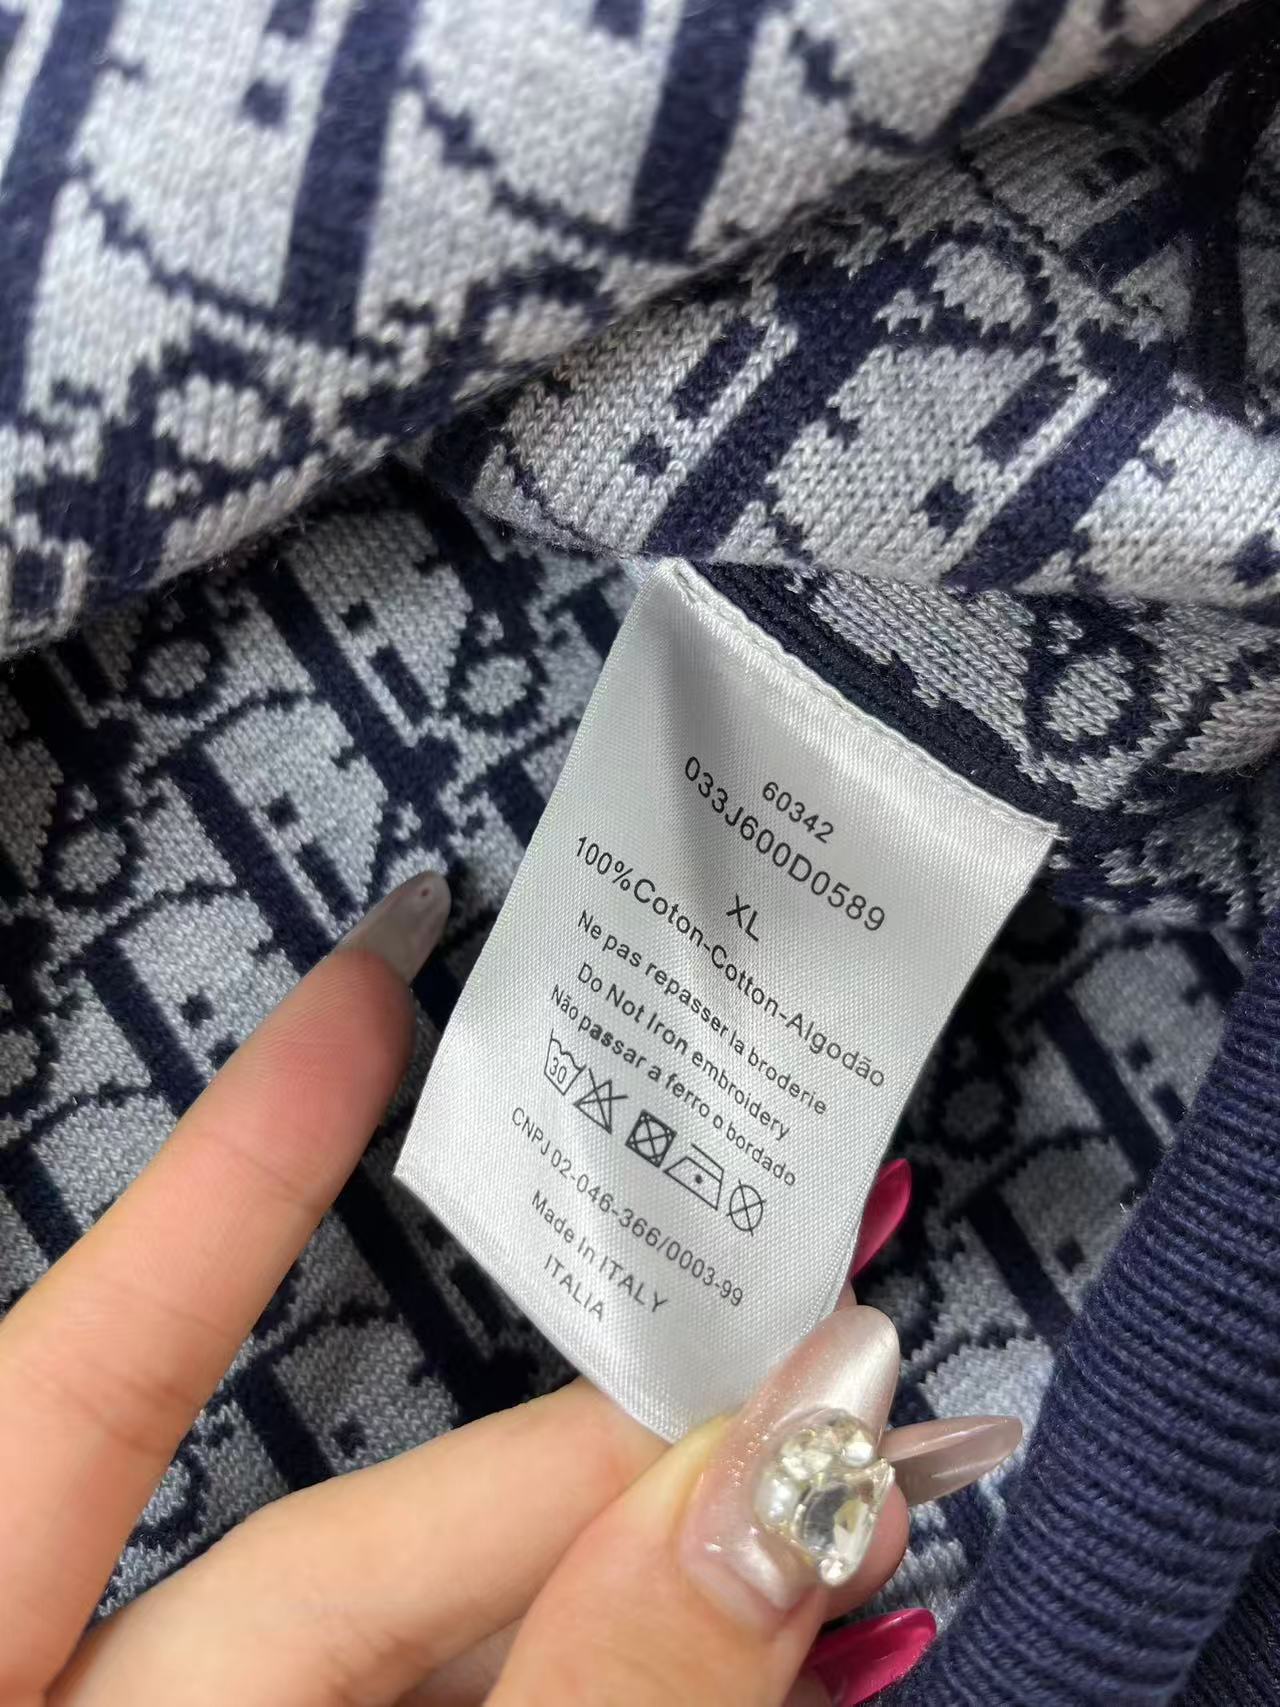 60342
033J600D0589
XL
100%Coton-Cotton-Algodão
Ne pas repasser la broderie
Do Not Iron embroidery
Não passar a ferro o bordado
30
CNPJ 02-046-366/0003-99
Made In ITALY
ITALIA